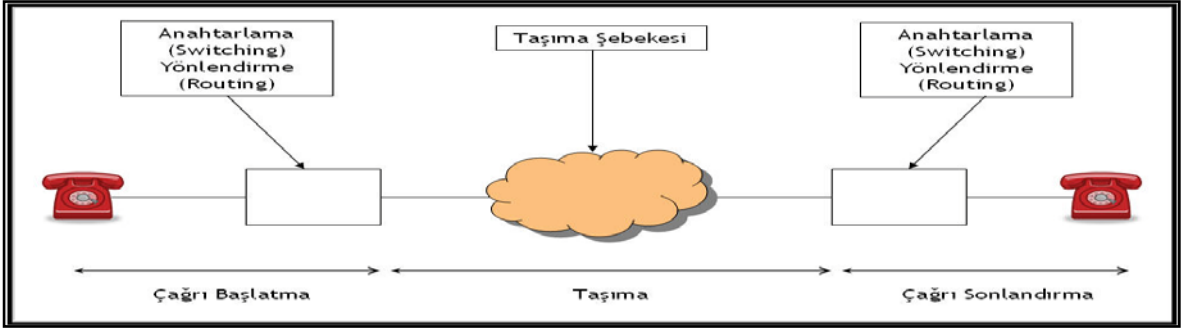 Anahtarlama
(Switching)
Yönlendirme
(Routing)
Taşıma Şebekesi
Anahtarlama
(Switching)
Yönlendirme
(Routing)
Çağrı Başlatma
Taşıma
Çağrı Sonlandırma